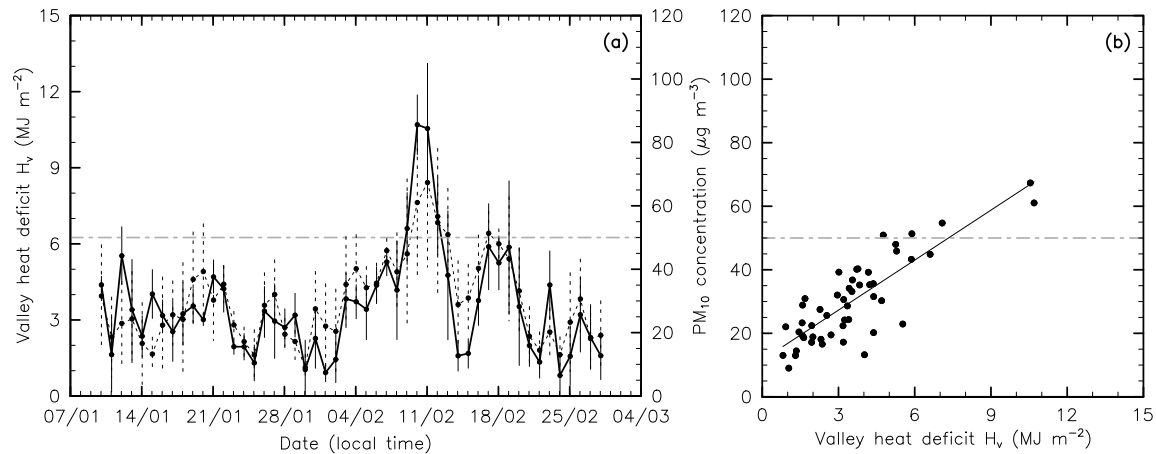 (a)
15
12
9
6
3
0
Valley heat deficit Hᵥ (MJ m⁻²)
120
100
80
60
40
20
0
PM₁₀ concentration (μg m⁻³)
07/01 14/01 21/01 28/01 04/02 11/02 18/02 25/02 04/03
Date (local time)
(b)
120
100
80
60
40
20
0
0 3 6 9 12 15
Valley heat deficit Hᵥ (MJ m⁻²)